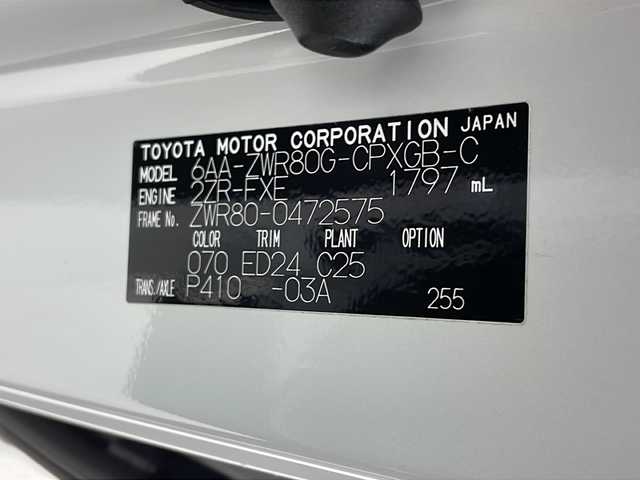 TOYOTA MOTOR CORPORATION JAPAN
MODEL 6AA-ZWR80G-CPXGB-C
ENGINE 2ZR-FXE 1797 mL
FRAME No. ZWR80-0472575
COLOR TRIM PLANT OPTION
070 ED24 C25
TRANS./AXLE P410 -03A 255